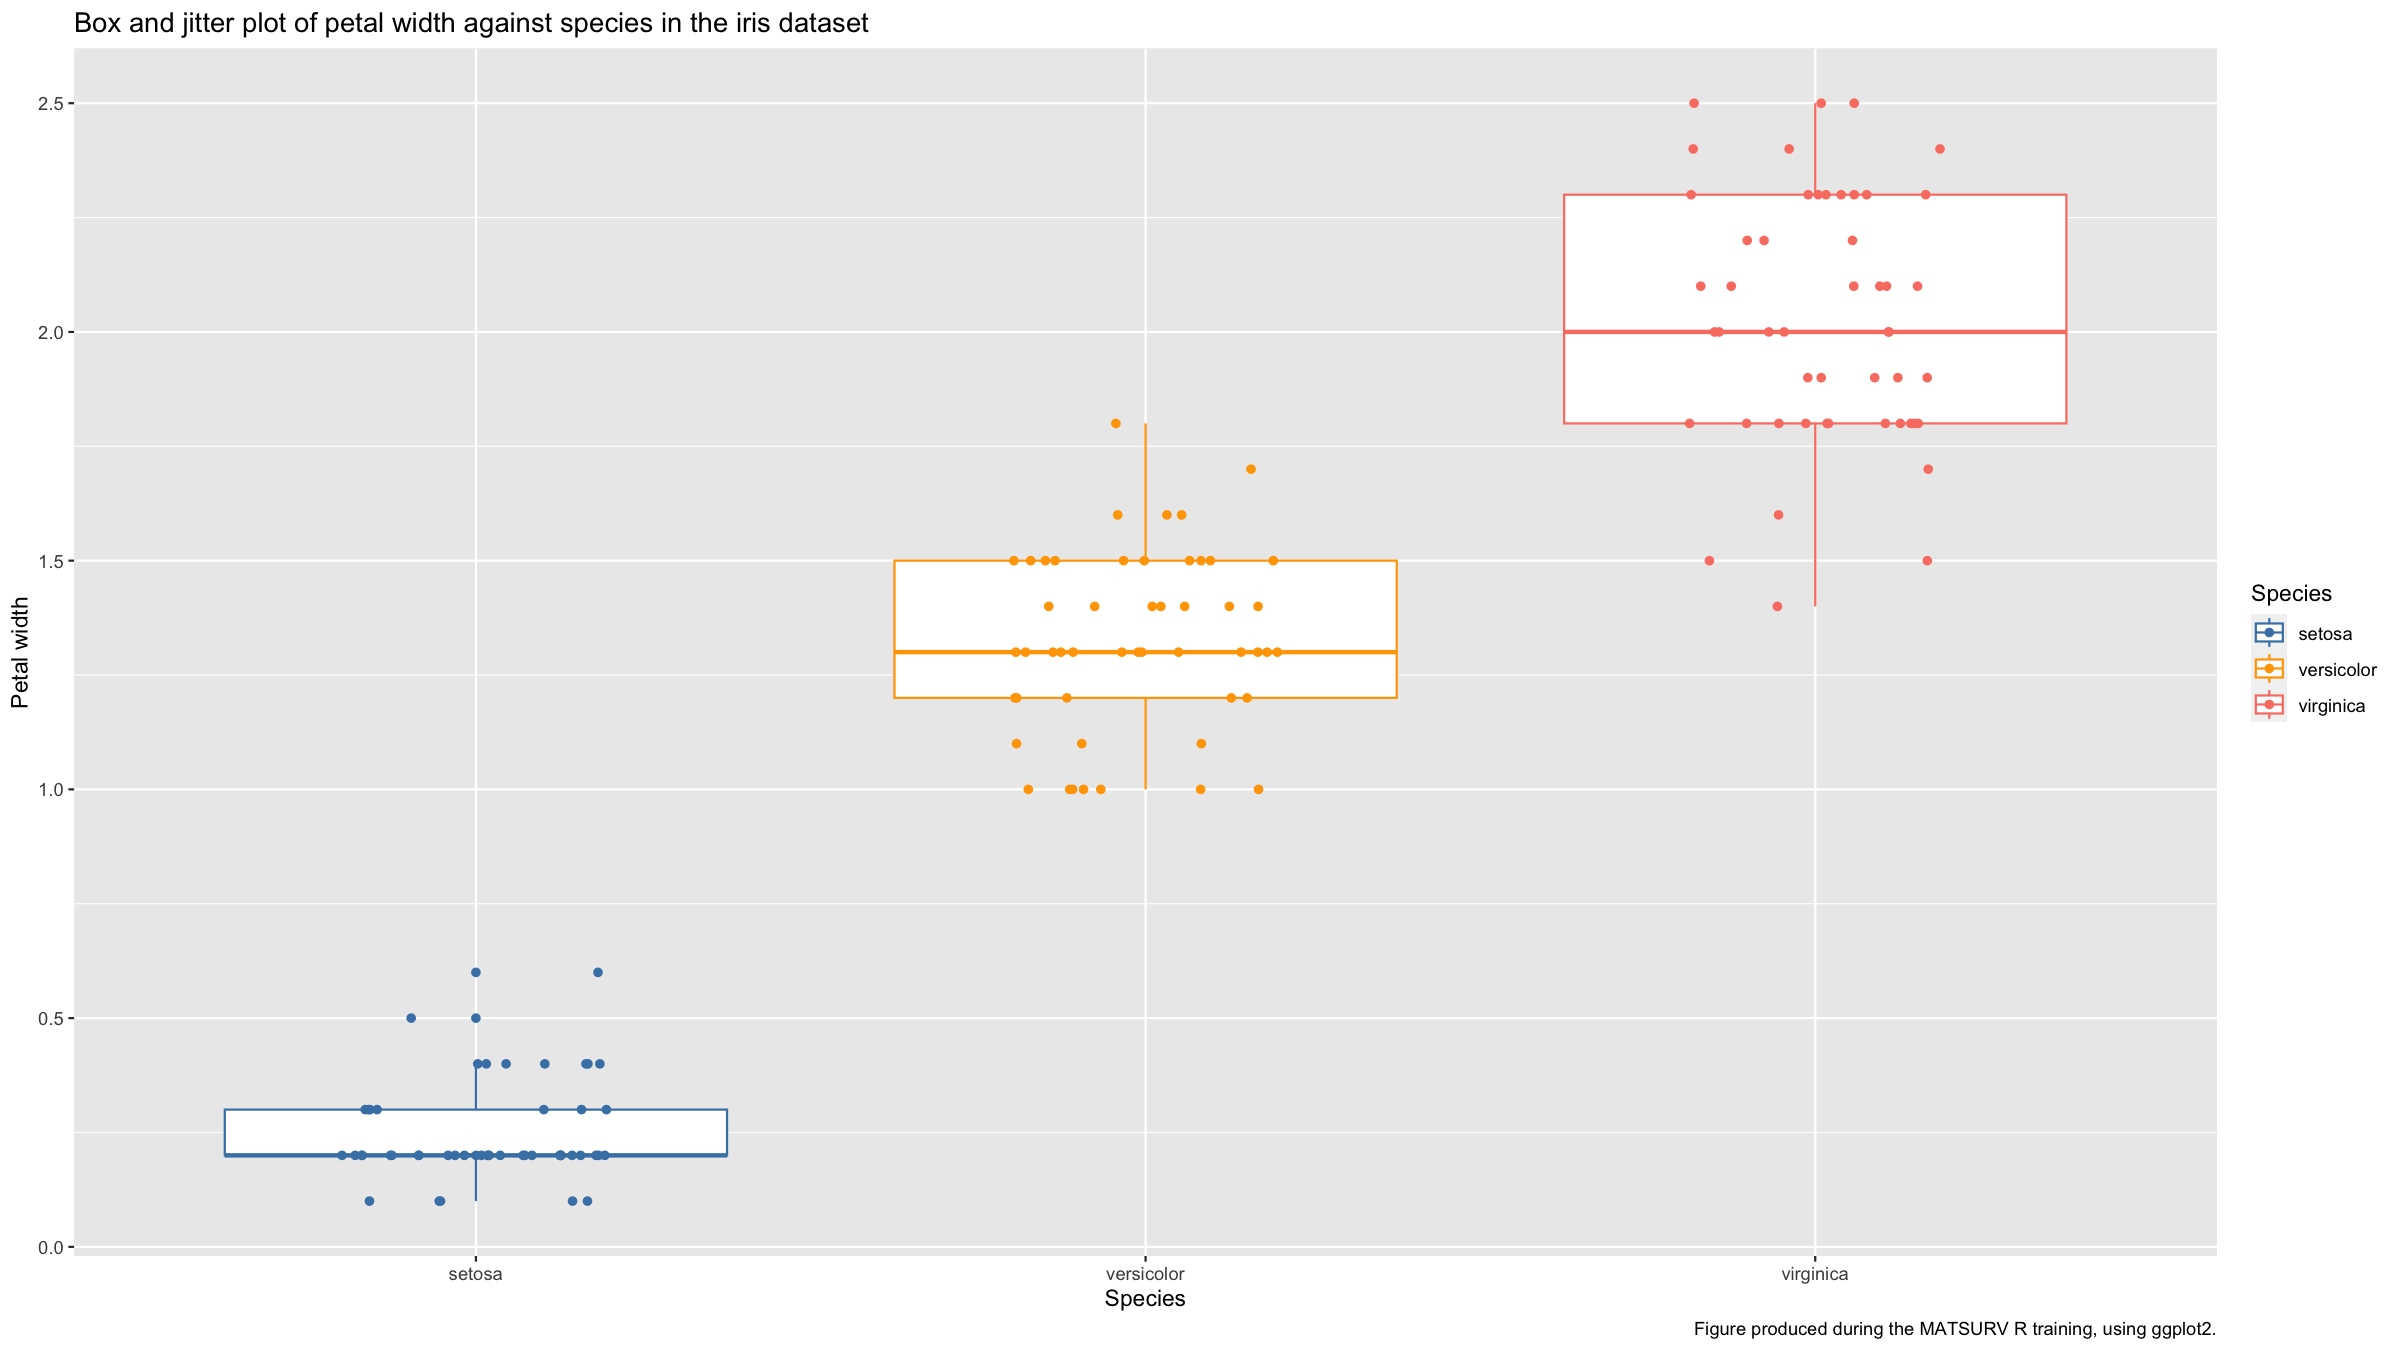 Box and jitter plot of petal width against species in the iris dataset
2.5
2.0
1.5
1.0
0.5
0.0
Petal width
setosa
versicolor
virginica
Species
Species
setosa
versicolor
virginica
Figure produced during the MATSURV R training, using ggplot2.